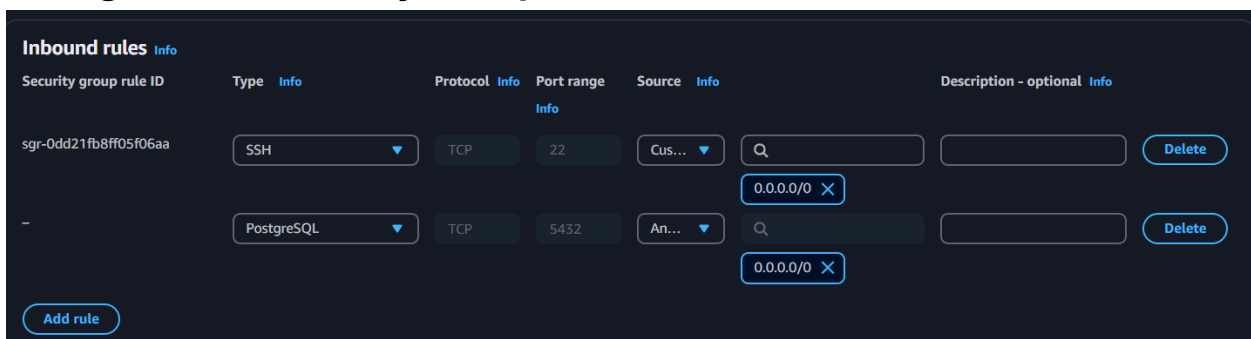 Inbound rules Info
Security group rule ID Type Info Protocol Info Port range Info Source Info Description - optional Info
sgr-0dd21fb8ff05f06aa SSH TCP 22 Cus... Delete
0.0.0.0/0
– PostgreSQL TCP 5432 An... Delete
0.0.0.0/0
Add rule